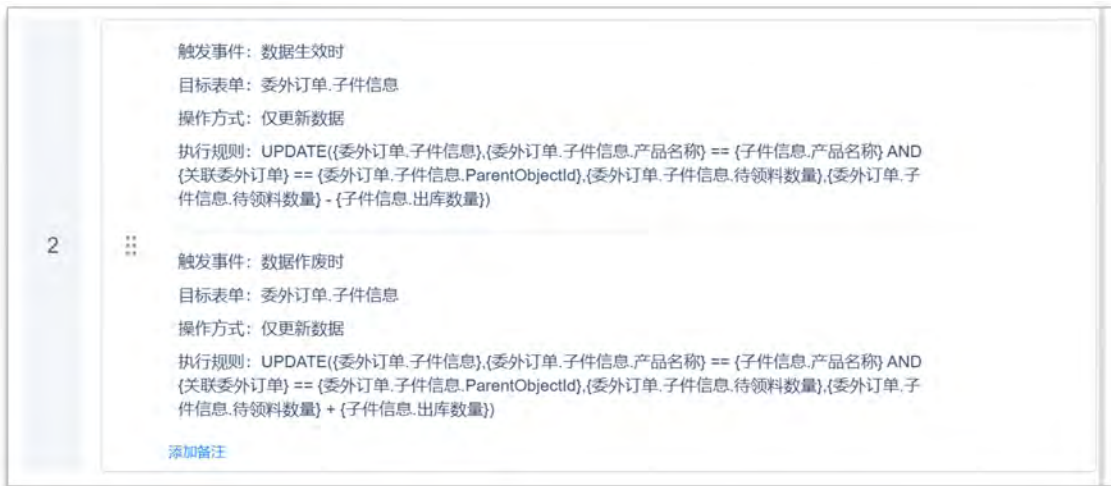 触发事件：数据生效时
目标表单：委外订单.子件信息
操作方式：仅更新数据
执行规则：UPDATE({委外订单.子件信息},{委外订单.子件信息.产品名称} == {子件信息.产品名称} AND
{关联委外订单} == {委外订单.子件信息.ParentObjectId},{委外订单.子件信息.待领料数量},{委外订单.子
件信息.待领料数量} - {子件信息.出库数量})
2
触发事件：数据作废时
目标表单：委外订单.子件信息
操作方式：仅更新数据
执行规则：UPDATE({委外订单.子件信息},{委外订单.子件信息.产品名称} == {子件信息.产品名称} AND
{关联委外订单} == {委外订单.子件信息.ParentObjectId},{委外订单.子件信息.待领料数量},{委外订单.子
件信息.待领料数量} + {子件信息.出库数量})
添加备注